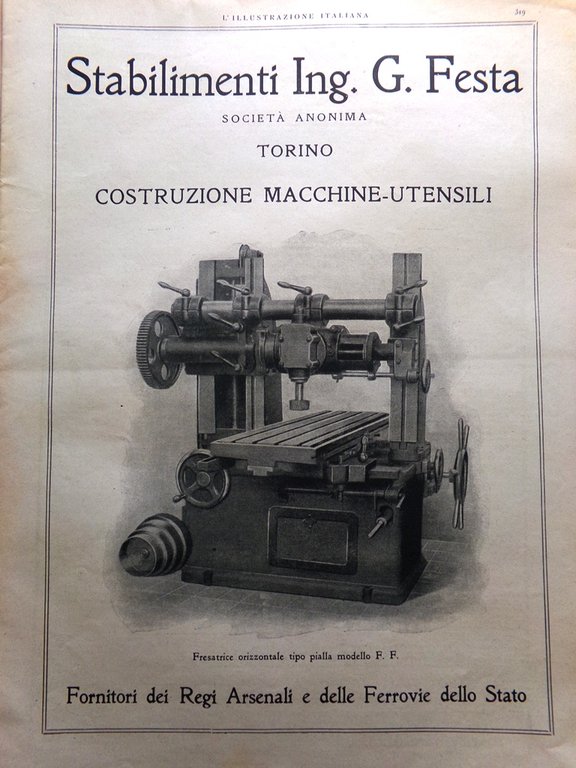 L'ILLUSTRAZIONE ITALIANA
319
Stabilimenti Ing. G. Festa
SOCIETÀ ANONIMA
TORINO
COSTRUZIONE MACCHINE-UTENSILI
Fresatrice orizzontale tipo pialla modello F. F.
Fornitori dei Regi Arsenali e delle Ferrovie dello Stato